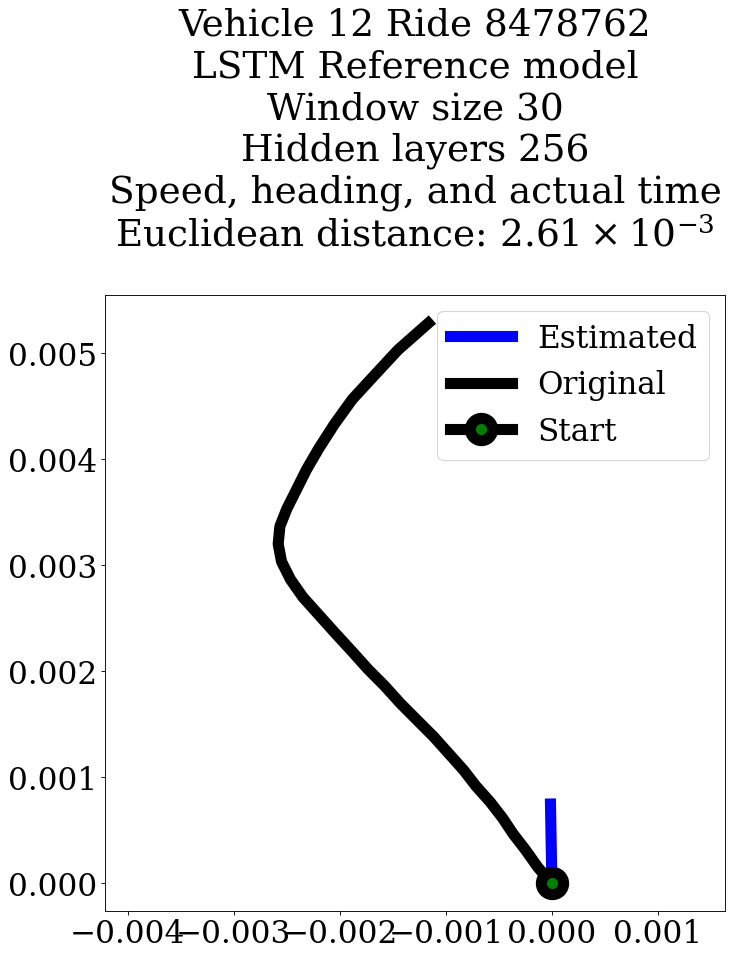 Vehicle 12 Ride 8478762
LSTM Reference model
Window size 30
Hidden layers 256
Speed, heading, and actual time
Euclidean distance: 2.61 × 10⁻³
Estimated
Original
Start
0.005
0.004
0.003
0.002
0.001
0.000
−0.004 −0.003 −0.002 −0.001 0.000 0.001